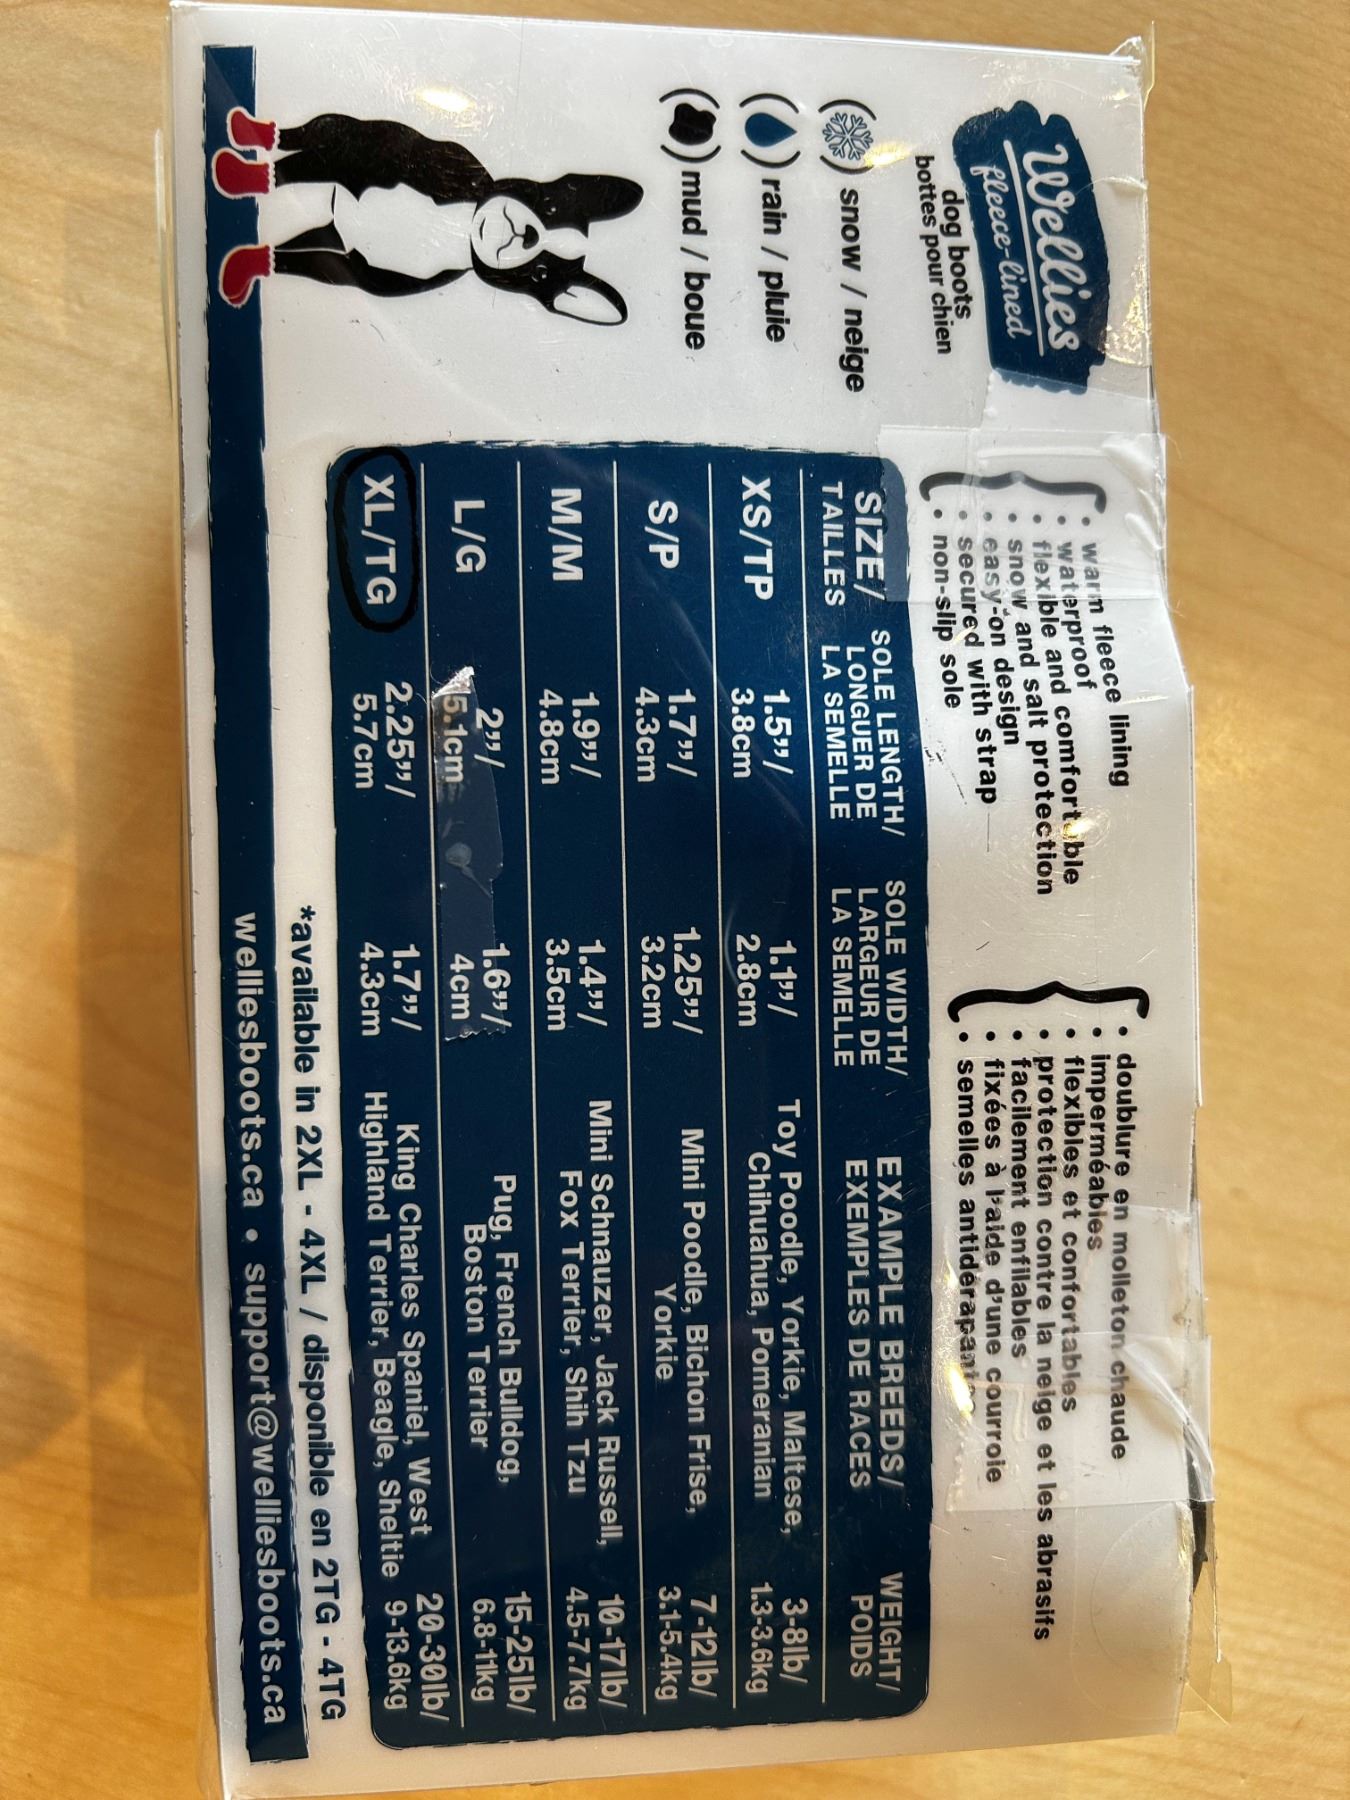 Wellies
fleece-lined
dog boots
bottes pour chien
snow / neige
rain / pluie
mud / boue
• warm fleece lining
• waterproof
• flexible and comfortable
• snow and salt protection
• easy-on design
• secured with strap
• non-slip sole
• doublure en molleton chaude
• imperméables
• flexibles et confortables
• protection contre la neige et les abrasifs
• facilement enfilables
• fixées à l'aide d'une courroie
• semelles antidérapantes
SIZE/
TAILLES
SOLE LENGTH/
LONGUER DE
LA SEMELLE
SOLE WIDTH/
LARGEUR DE
LA SEMELLE
EXAMPLE BREEDS/
EXEMPLES DE RACES
WEIGHT/
POIDS
XS/TP
1.5”/
3.8cm
1.1”/
2.8cm
Toy Poodle, Yorkie, Maltese,
Chihuahua, Pomeranian
3-8lb/
1.3-3.6kg
S/P
1.7”/
4.3cm
1.25”/
3.2cm
Mini Poodle, Bichon Frise,
Yorkie
7-12lb/
3.1-5.4kg
M/M
1.9”/
4.8cm
1.4”/
3.5cm
Mini Schnauzer, Jack Russell,
Fox Terrier, Shih Tzu
10-17lb/
4.5-7.7kg
L/G
2”/
5.1cm
1.6”/
4cm
Pug, French Bulldog,
Boston Terrier
15-25lb/
6.8-11kg
XL/TG
2.25”/
5.7cm
1.7”/
4.3cm
King Charles Spaniel, West
Highland Terrier, Beagle, Sheltie
20-30lb/
9-13.6kg
*available in 2XL - 4XL / disponible en 2TG - 4TG
welliesboots.ca • support@welliesboots.ca